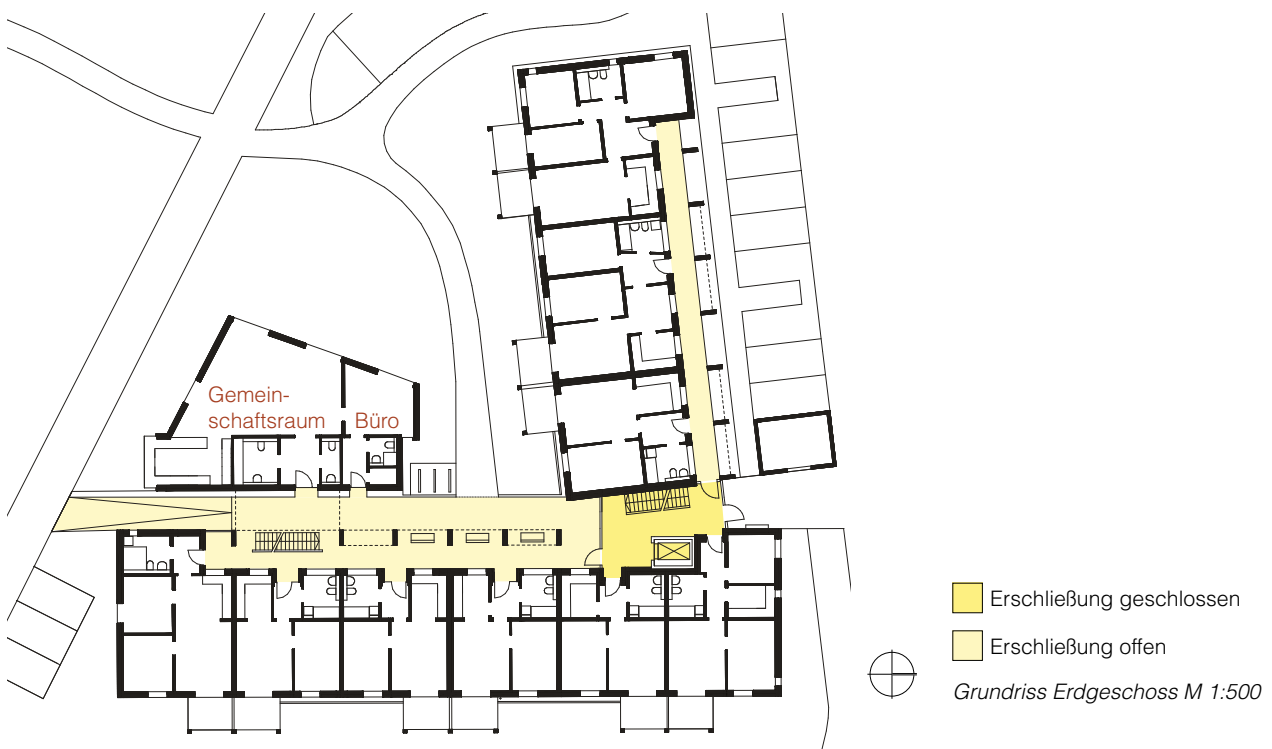 Gemein-
schaftsraum
Büro
Erschließung geschlossen
Erschließung offen
Grundriss Erdgeschoss M 1:500